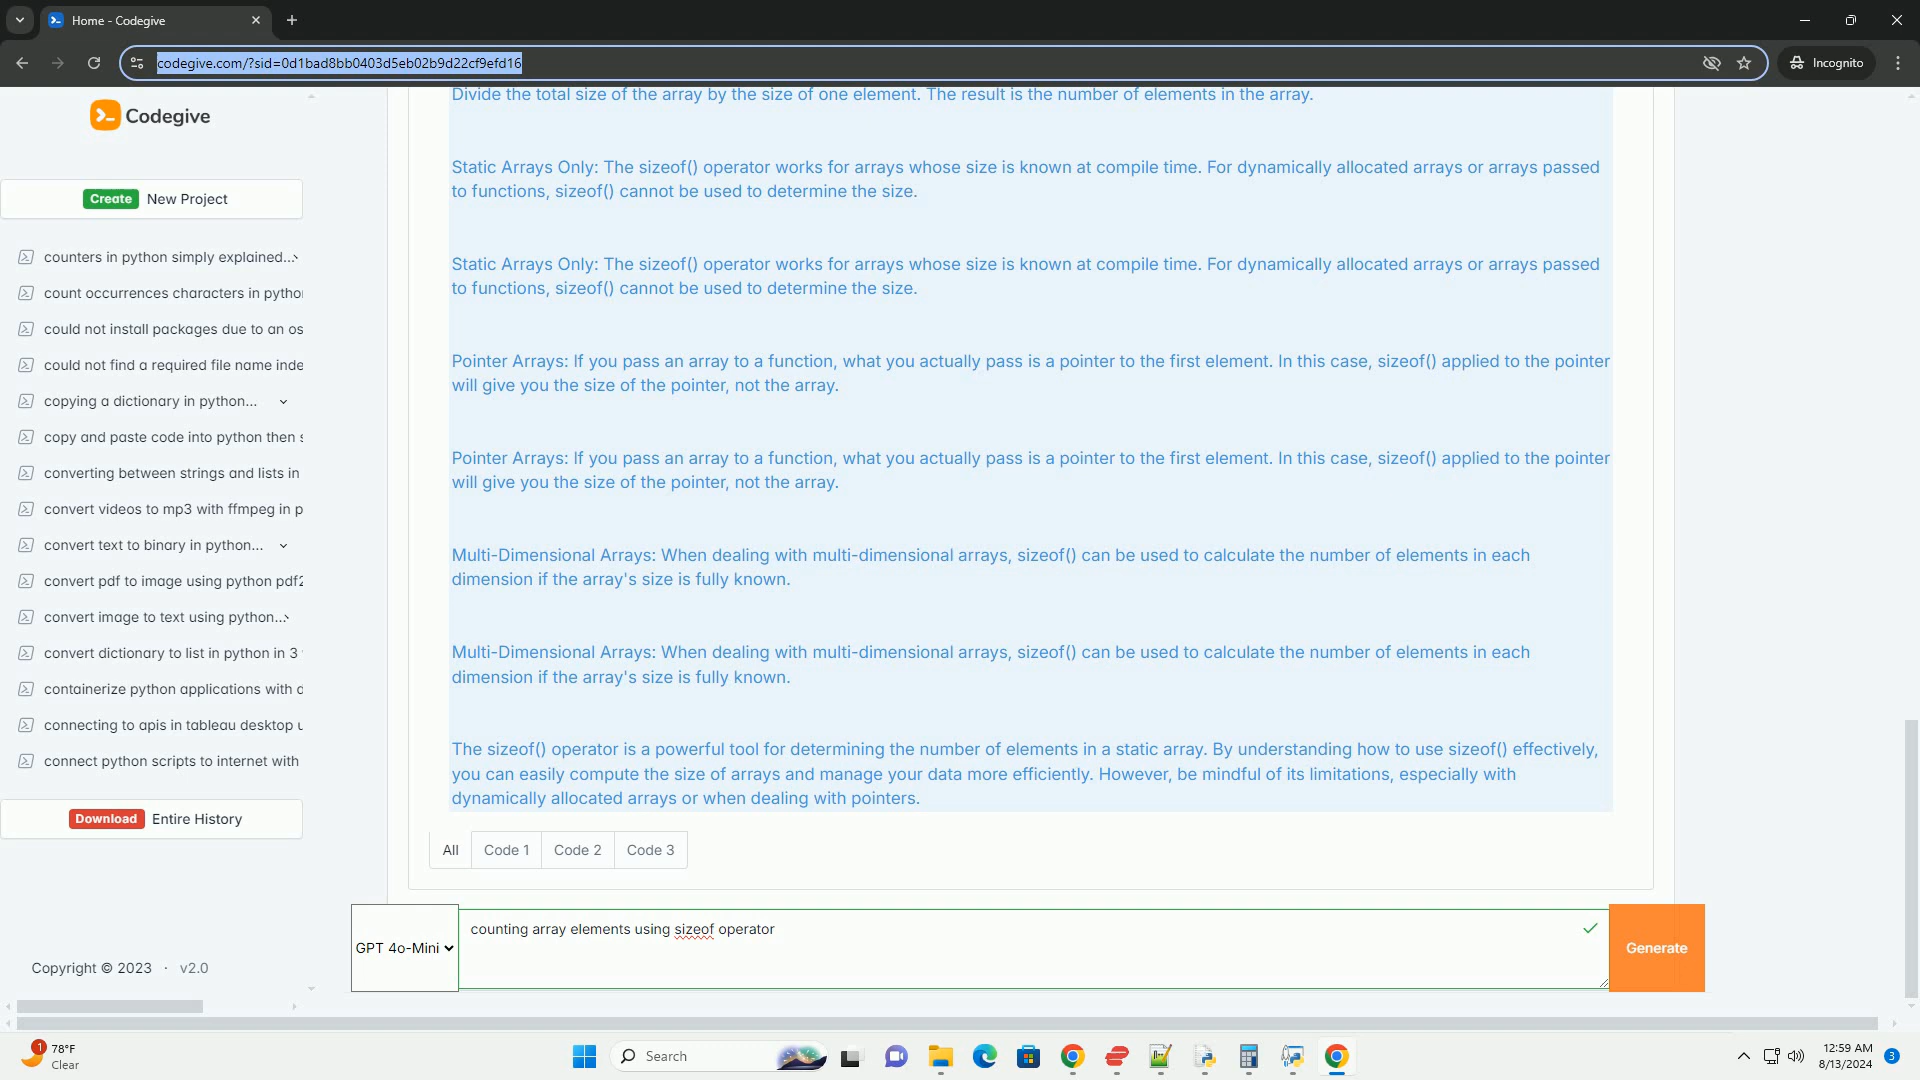 Home - Codegive
codegive.com/?sid=0d1bad8bb0403d5eb02b9d22cf9efd16
Incognito
Codegive
Create New Project
counters in python simply explained...
count occurrences characters in pytho
could not install packages due to an os
could not find a required file name inde
copying a dictionary in python...
copy and paste code into python then s
converting between strings and lists in
convert videos to mp3 with ffmpeg in p
convert text to binary in python...
convert pdf to image using python pdf2
convert image to text using python...
convert dictionary to list in python in 3
containerize python applications with d
connecting to apis in tableau desktop u
connect python scripts to internet with
Download Entire History
Copyright © 2023 · v2.0
Divide the total size of the array by the size of one element. The result is the number of elements in the array.
Static Arrays Only: The sizeof() operator works for arrays whose size is known at compile time. For dynamically allocated arrays or arrays passed
to functions, sizeof() cannot be used to determine the size.
Static Arrays Only: The sizeof() operator works for arrays whose size is known at compile time. For dynamically allocated arrays or arrays passed
to functions, sizeof() cannot be used to determine the size.
Pointer Arrays: If you pass an array to a function, what you actually pass is a pointer to the first element. In this case, sizeof() applied to the pointer
will give you the size of the pointer, not the array.
Pointer Arrays: If you pass an array to a function, what you actually pass is a pointer to the first element. In this case, sizeof() applied to the pointer
will give you the size of the pointer, not the array.
Multi-Dimensional Arrays: When dealing with multi-dimensional arrays, sizeof() can be used to calculate the number of elements in each
dimension if the array's size is fully known.
Multi-Dimensional Arrays: When dealing with multi-dimensional arrays, sizeof() can be used to calculate the number of elements in each
dimension if the array's size is fully known.
The sizeof() operator is a powerful tool for determining the number of elements in a static array. By understanding how to use sizeof() effectively,
you can easily compute the size of arrays and manage your data more efficiently. However, be mindful of its limitations, especially with
dynamically allocated arrays or when dealing with pointers.
All Code 1 Code 2 Code 3
GPT 4o-Mini
counting array elements using sizeof operator
Generate
1
78°F
Clear
Search
12:59 AM
8/13/2024
3